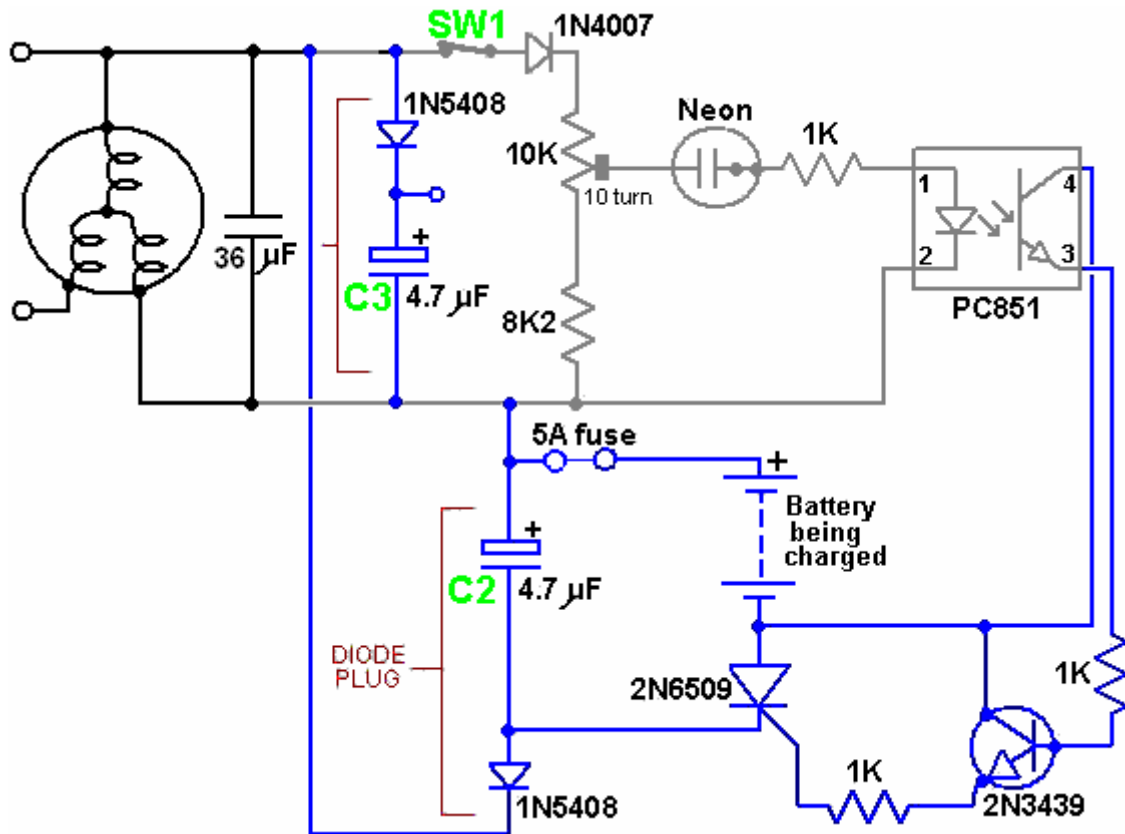 SW1
1N4007
1N5408
Neon
1K
10K
10 turn
1
4
36 µF
+
C3
4.7 µF
2
3
8K2
PC851
5A fuse
+
Battery
being
charged
+
C2
4.7 µF
DIODE
PLUG
2N6509
1K
1K
1N5408
2N3439